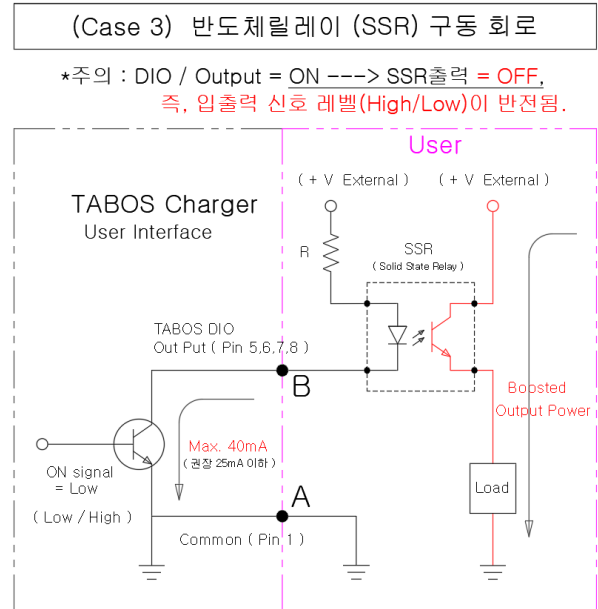 (Case 3) 반도체릴레이 (SSR) 구동 회로
*주의 : DIO / Output = ON ---> SSR출력 = OFF,
즉, 입출력 신호 레벨(High/Low)이 반전됨.
User
( + V External )
( + V External )
TABOS Charger
User Interface
R
SSR
( Solid State Relay )
TABOS DIO
Out Put ( Pin 5,6,7,8 )
B
Boosted
Output Power
Max. 40mA
( 권장 25mA 이하 )
ON signal
= Low
( Low / High )
A
Load
Common ( Pin 1 )